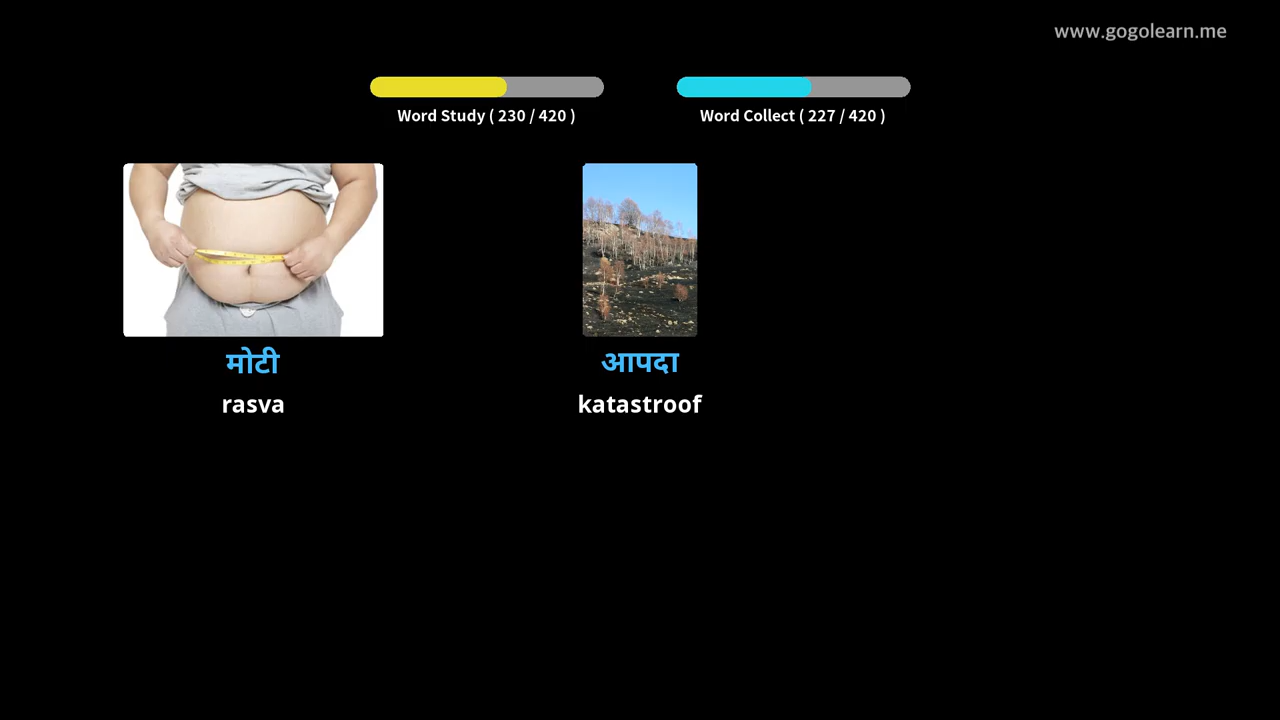 www.gogolearn.me
Word Study ( 230 / 420 )
Word Collect ( 227 / 420 )
मोटी
आपदा
rasva
katastroof